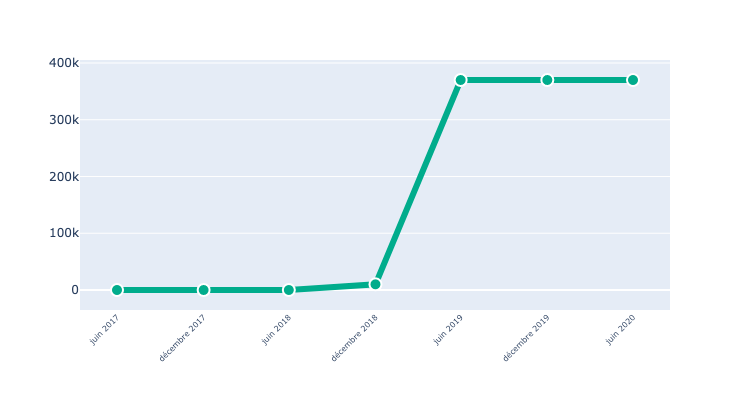 400k
300k
200k
100k
0
juin 2017
décembre 2017
juin 2018
décembre 2018
juin 2019
décembre 2019
juin 2020